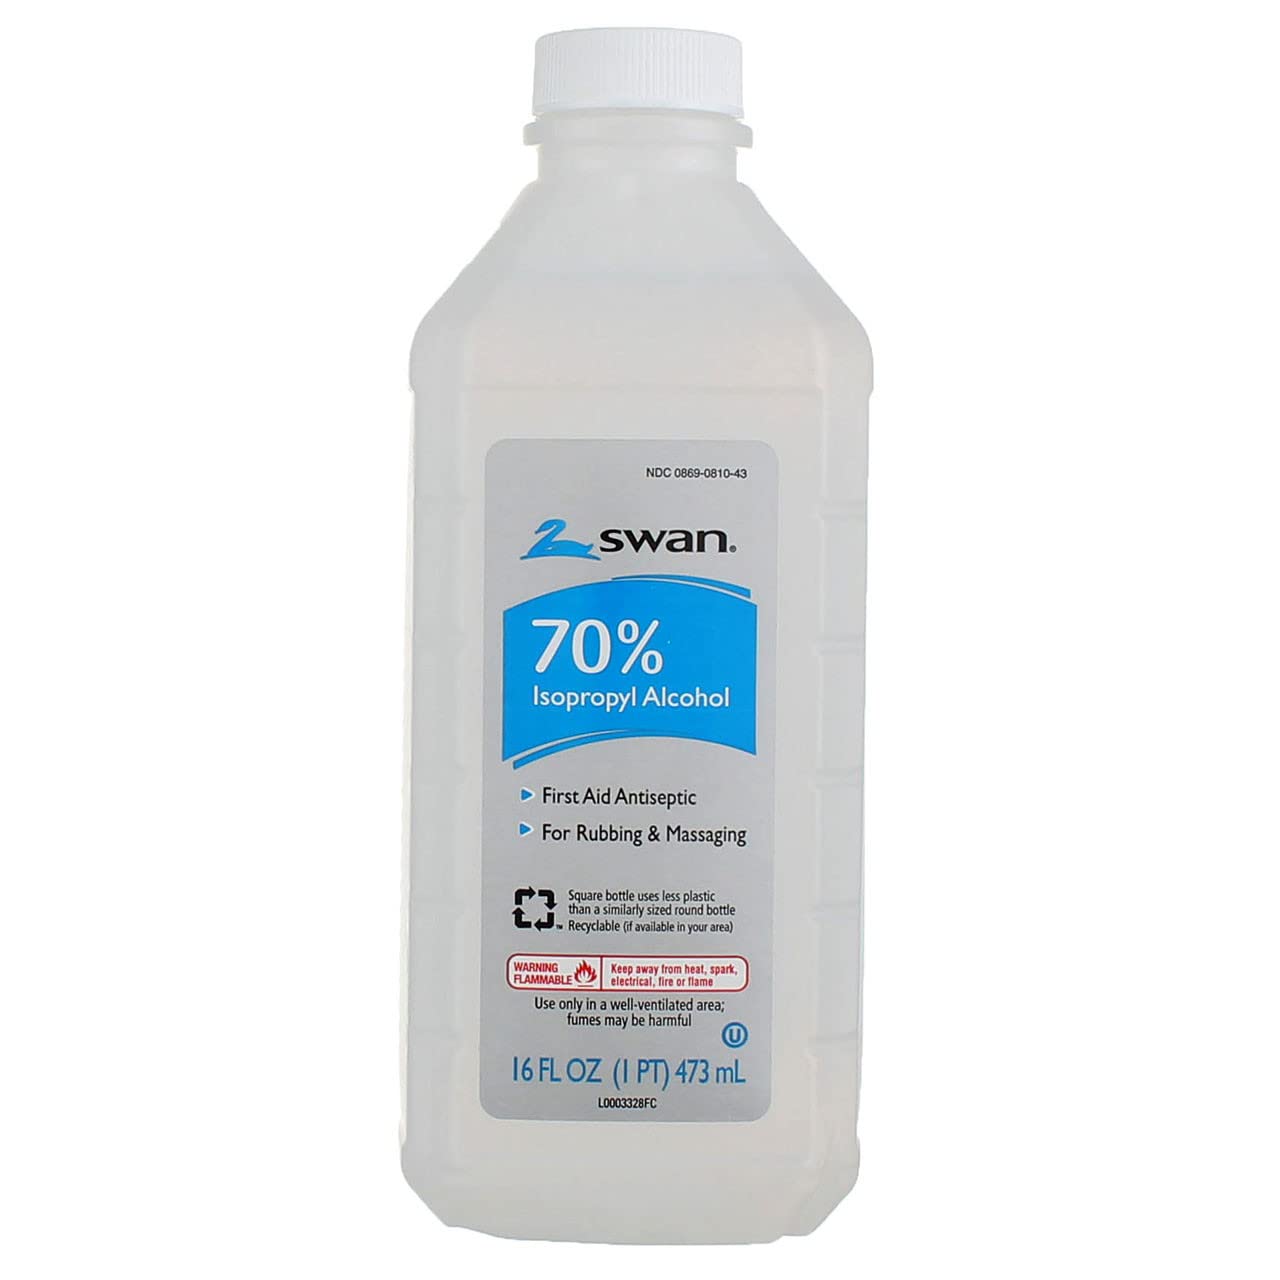 NDC 0869-0810-43
swan®
70%
Isopropyl Alcohol
First Aid Antiseptic
For Rubbing & Massaging
Square bottle uses less plastic
than a similarly sized round bottle
™ Recyclable (if available in your area)
WARNING
FLAMMABLE
Keep away from heat, spark,
electrical, fire or flame
Use only in a well-ventilated area;
fumes may be harmful
U
16 FL OZ (1 PT) 473 mL
L0003328FC